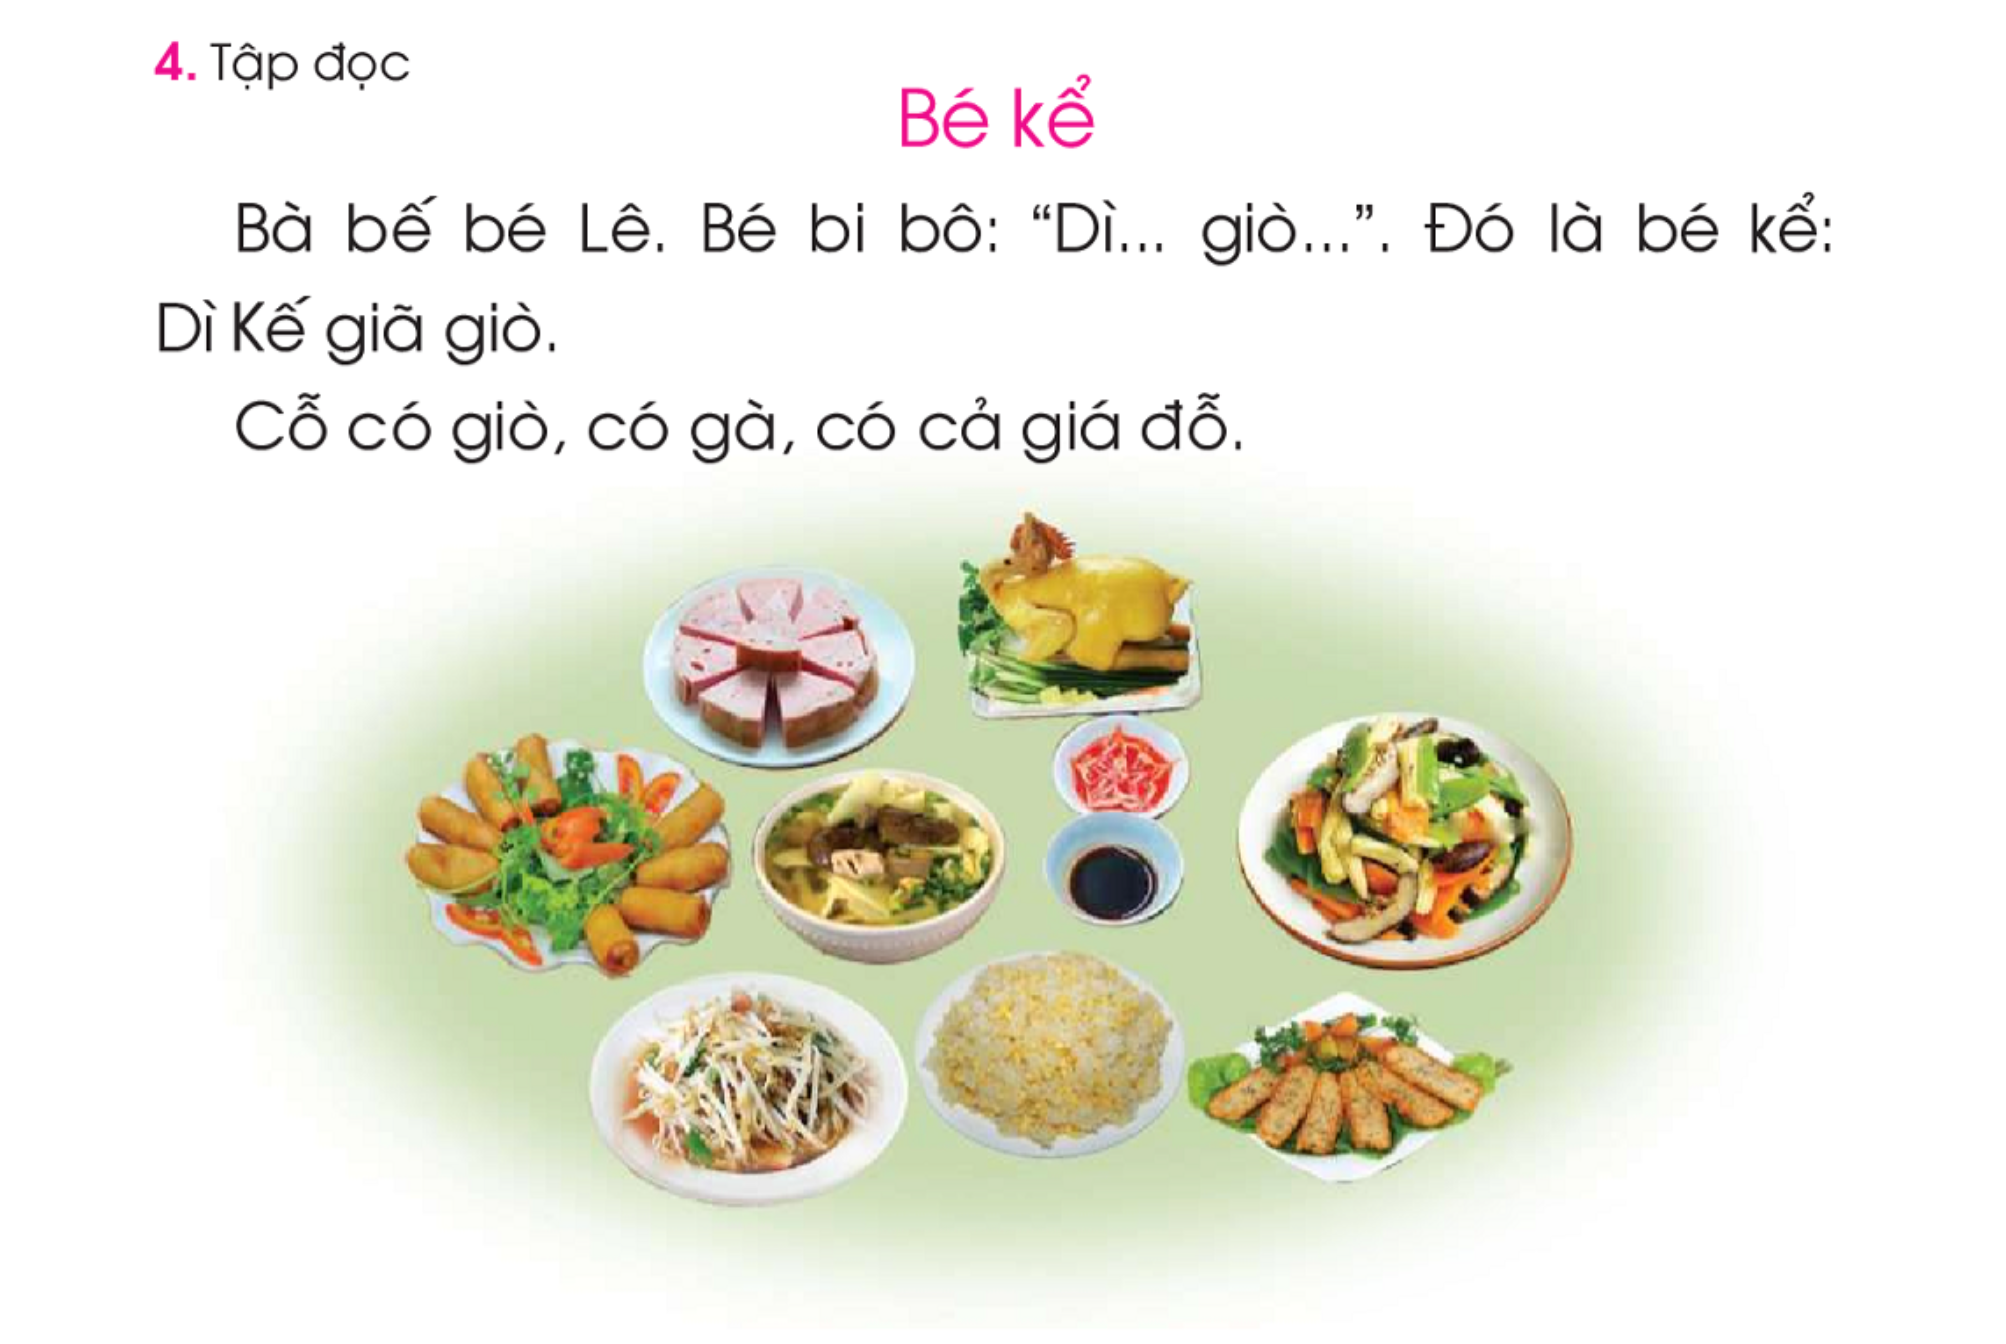 4. Tập đọc
Bé kể
Bà bế bé Lê. Bé bi bô: “Dì... giò...”. Đó là bé kể:
Dì Kế giã giò.
Cỗ có giò, có gà, có cả giá đỗ.